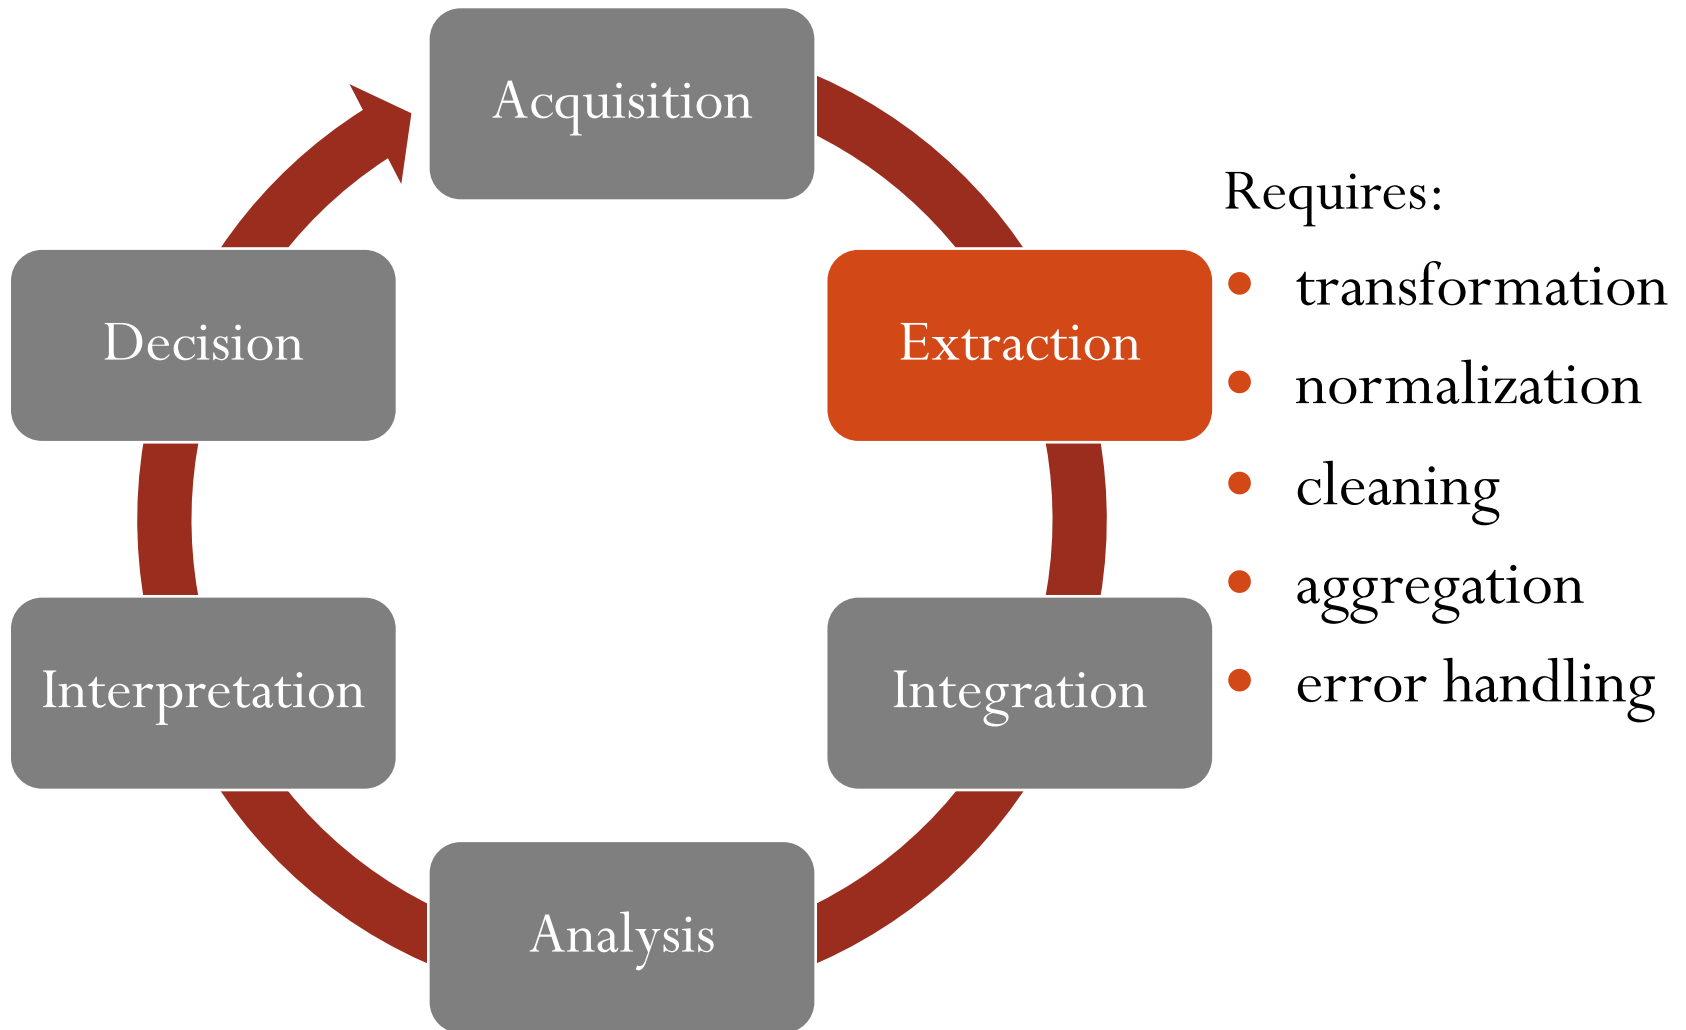 Acquisition
Extraction
Integration
Analysis
Interpretation
Decision
Requires:
• transformation
• normalization
• cleaning
• aggregation
• error handling